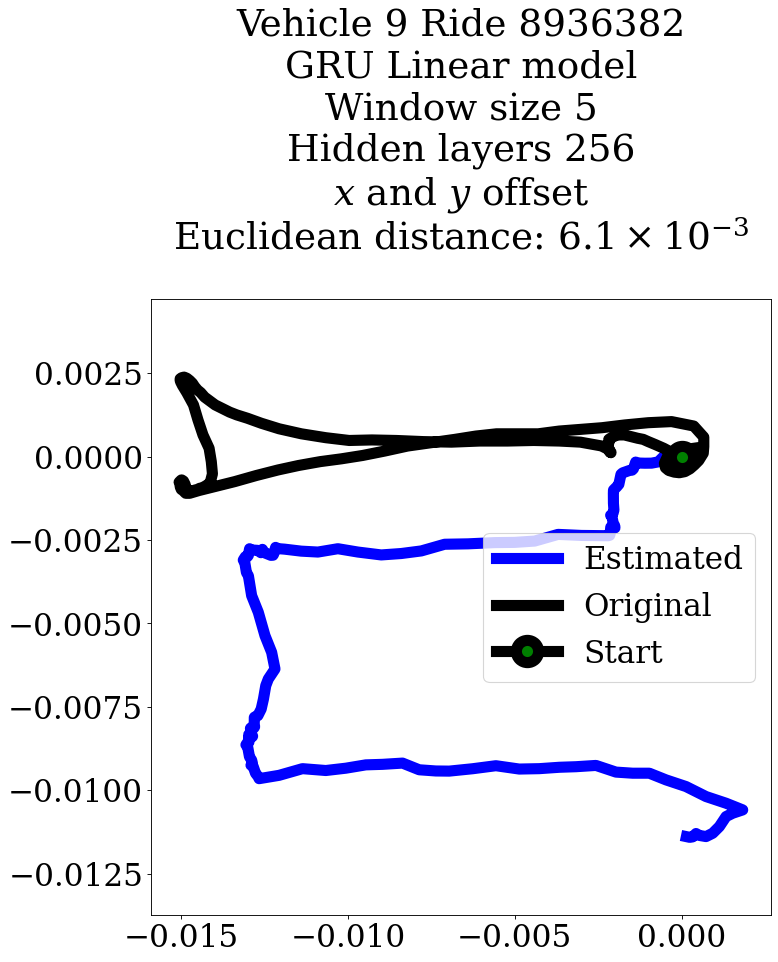 Vehicle 9 Ride 8936382
GRU Linear model
Window size 5
Hidden layers 256
x and y offset
Euclidean distance: 6.1 × 10⁻³
0.0025
0.0000
−0.0025
−0.0050
−0.0075
−0.0100
−0.0125
Estimated
Original
Start
−0.015
−0.010
−0.005
0.000